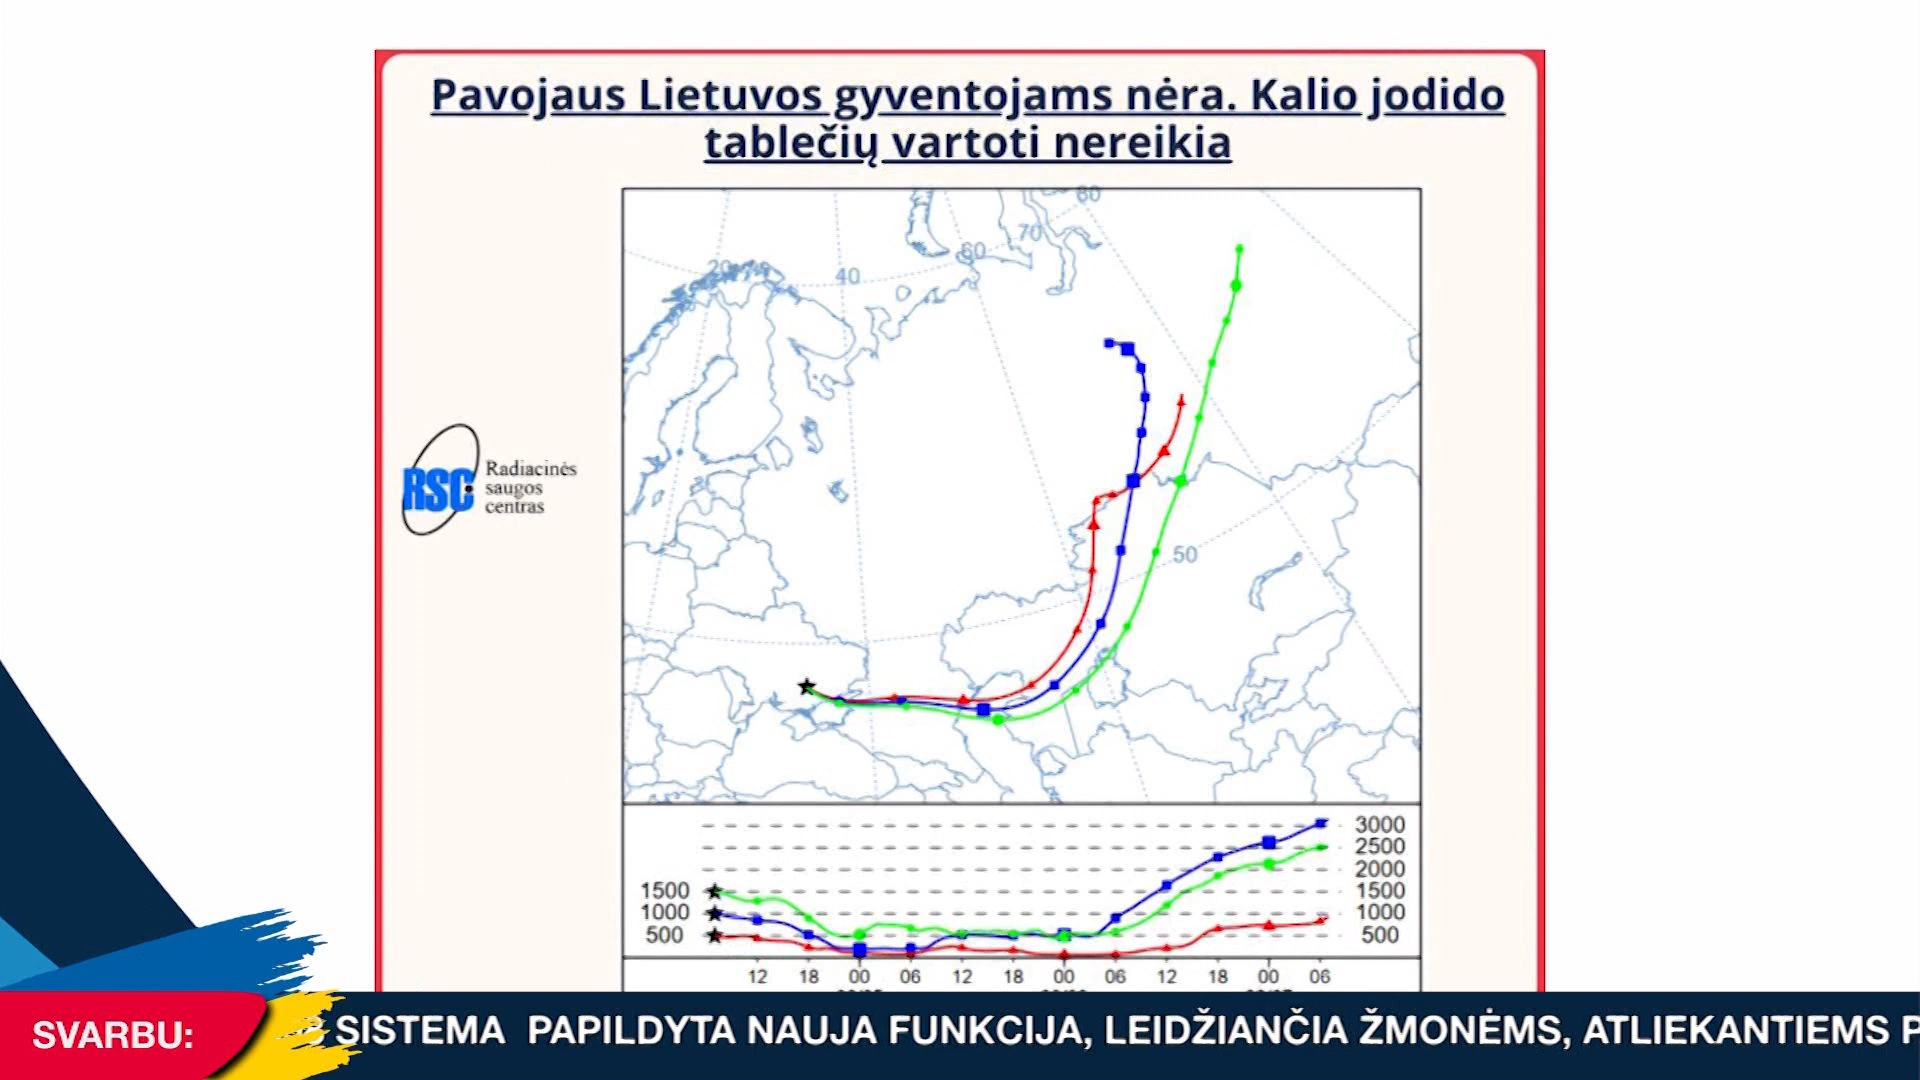 Pavojaus Lietuvos gyventojams nėra. Kalio jodido
tablečių vartoti nereikia
80
70
60
20
40
RSC Radiacinės
saugos
centras
50
3000
2500
2000
1500 1500
1000 1000
500 500
12 18 00 06 12 18 00 06 12 18 00 06
SVARBU: SISTEMA PAPILDYTA NAUJA FUNKCIJA, LEIDŽIANČIA ŽMONĖMS, ATLIEKANTIEMS P